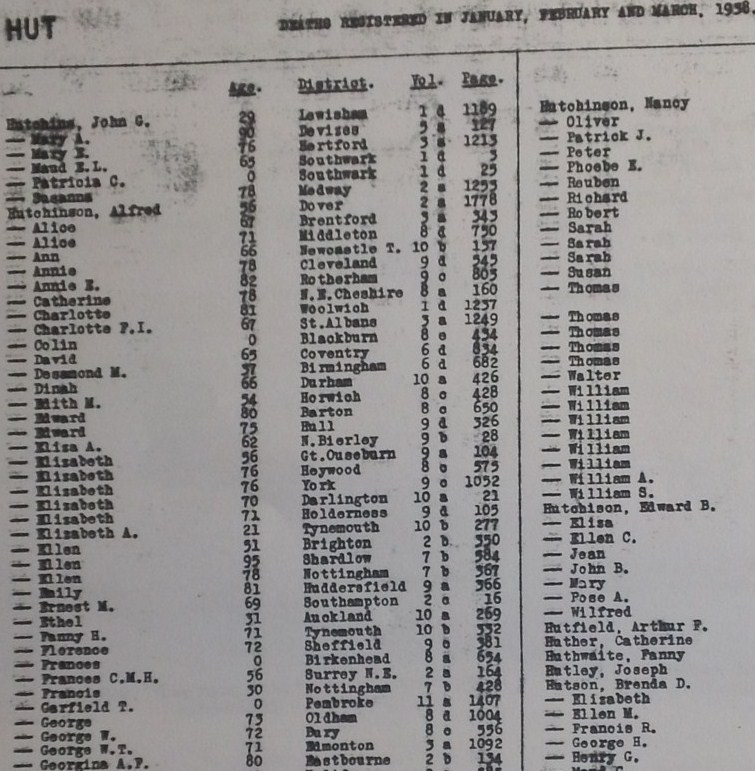 HUT
DEATHS REGISTERED IN JANUARY, FEBRUARY AND MARCH, 1938.
Age. District. Vol. Page.
Hutchins, John G. 29 Lewisham 1 d 1189
— Mary A. 90 Devizes 5 a 127
— Mary E. 76 Hertford 3 a 1213
— Maud E.L. 65 Southwark 1 d 3
— Patricia C. 0 Southwark 1 d 25
— Susanna 78 Medway 2 a 1253
Hutchinson, Alfred 56 Dover 2 a 1778
— Alice 67 Brentford 3 a 343
— Alice 71 Middleton 8 d 750
— Ann 66 Newcastle T. 10 b 157
— Annie 78 Cleveland 9 d 545
— Annie E. 82 Rotherham 9 c 805
— Catherine 78 N.E.Cheshire 8 a 160
— Charlotte 81 Woolwich 1 d 1237
— Charlotte F.I. 67 St.Albans 3 a 1249
— Colin 0 Blackburn 8 e 434
— David 65 Coventry 6 d 834
— Desmond M. 37 Birmingham 6 d 682
— Dinah 66 Durham 10 a 426
— Edith M. 54 Horwich 8 c 428
— Edward 80 Barton 8 c 650
— Edward 75 Hull 9 d 326
— Eliza A. 62 N.Bierley 9 b 28
— Elizabeth 56 Gt.Ouseburn 9 a 104
— Elizabeth 76 Heywood 8 c 575
— Elizabeth 76 York 9 c 1052
— Elizabeth 70 Darlington 10 a 21
— Elizabeth 71 Holderness 9 d 105
— Elizabeth A. 21 Tynemouth 10 b 277
— Ellen 51 Brighton 2 b 350
— Ellen 95 Shardlow 7 b 584
— Ellen 78 Nottingham 7 b 367
— Emily 81 Huddersfield 9 a 366
— Ernest M. 69 Southampton 2 c 16
— Ethel 31 Auckland 10 a 269
— Fanny H. 71 Tynemouth 10 b 332
— Florence 72 Sheffield 9 c 381
— Frances 0 Birkenhead 8 a 654
— Frances C.M.H. 56 Surrey N.E. 2 a 164
— Francis 30 Nottingham 7 b 428
— Garfield T. 0 Pembroke 11 a 1407
— George 73 Oldham 8 d 1004
— George W. 72 Bury 8 c 556
— George W.T. 71 Edmonton 3 a 1092
— Georgina A.F. 80 Eastbourne 2 b 134
Hutchinson, Nancy
— Oliver
— Patrick J.
— Peter
— Phoebe E.
— Reuben
— Richard
— Robert
— Sarah
— Sarah
— Sarah
— Susan
— Thomas
— Thomas
— Thomas
— Thomas
— Thomas
— Walter
— William
— William
— William
— William
— William
— William
— William A.
— William S.
Hutchison, Edward B.
— Eliza
— Ellen C.
— Jean
— John B.
— Mary
— Pose A.
— Wilfred
Hutfield, Arthur F.
Huther, Catherine
Huthwaite, Fanny
Hutley, Joseph
Hutson, Brenda D.
— Elizabeth
— Ellen M.
— Francis R.
— George H.
— Henry G.